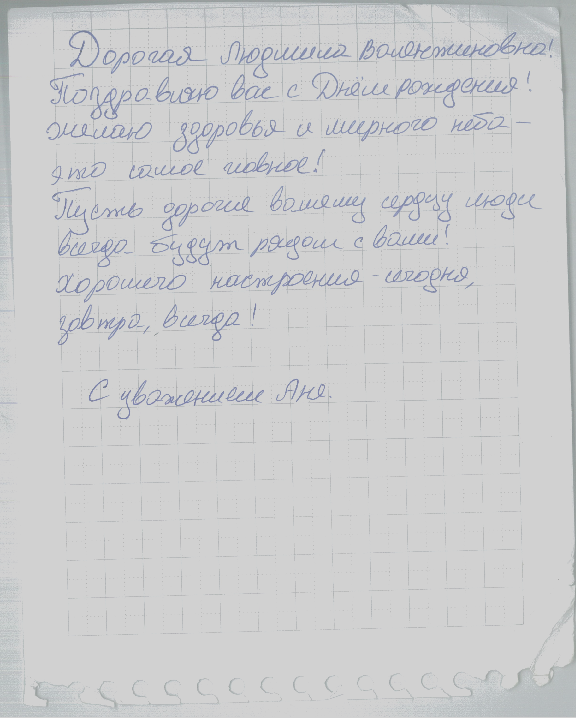 Дорогая Людмила Валентиновна!
Поздравляю вас с Днём рождения!
Желаю здоровья и мирного неба –
это самое главное!
Пусть дорогие вашему сердцу люди
всегда будут рядом с вами!
Хорошего настроения – сегодня,
завтра, всегда!
С уважением Аня.